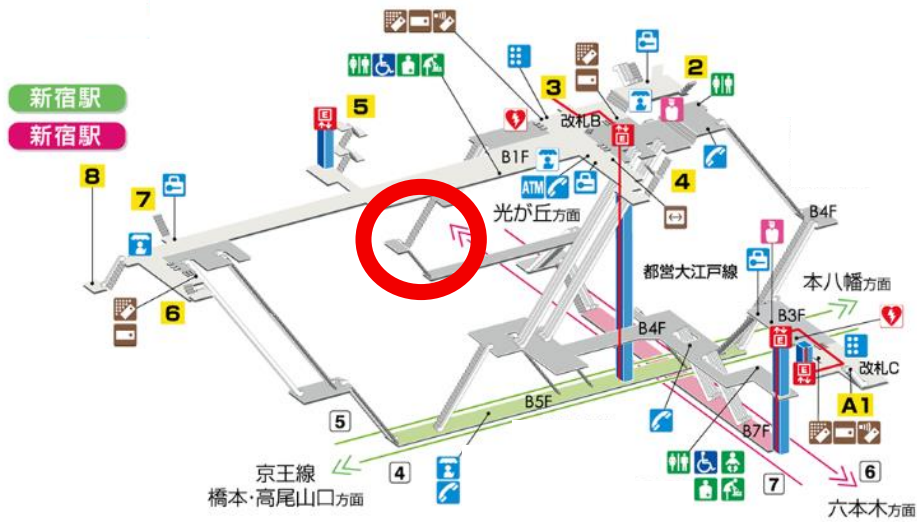 新宿駅
新宿駅
8
7
6
5
3
2
4
改札B
B1F
ATM
光が丘方面
B4F
都営大江戸線
本八幡方面
B3F
改札C
A1
B4F
B5F
B7F
5
4
7
6
京王線
橋本・高尾山口方面
六本木方面
E
E
E
E